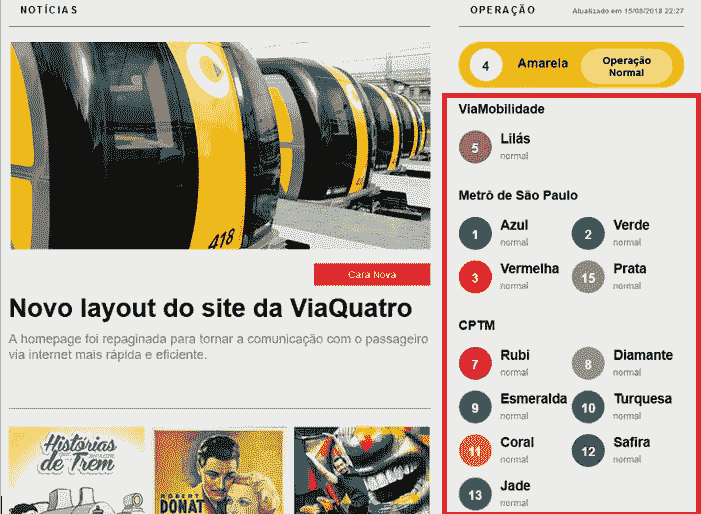 NOTÍCIAS
418
Cara Nova
Novo layout do site da ViaQuatro
A homepage foi repaginada para tornar a comunicação com o passageiro
via internet mais rápida e eficiente.
Histórias
de Trem
ROBERT
DONAT
OPERAÇÃO
Atualizado em 15/08/2018 22:27
4 Amarela Operação
Normal
ViaMobilidade
5 Lilás
normal
Metrô de São Paulo
1 Azul 2 Verde
normal normal
3 Vermelha 15 Prata
normal normal
CPTM
7 Rubi 8 Diamante
normal normal
9 Esmeralda 10 Turquesa
normal normal
11 Coral 12 Safira
normal normal
13 Jade
normal